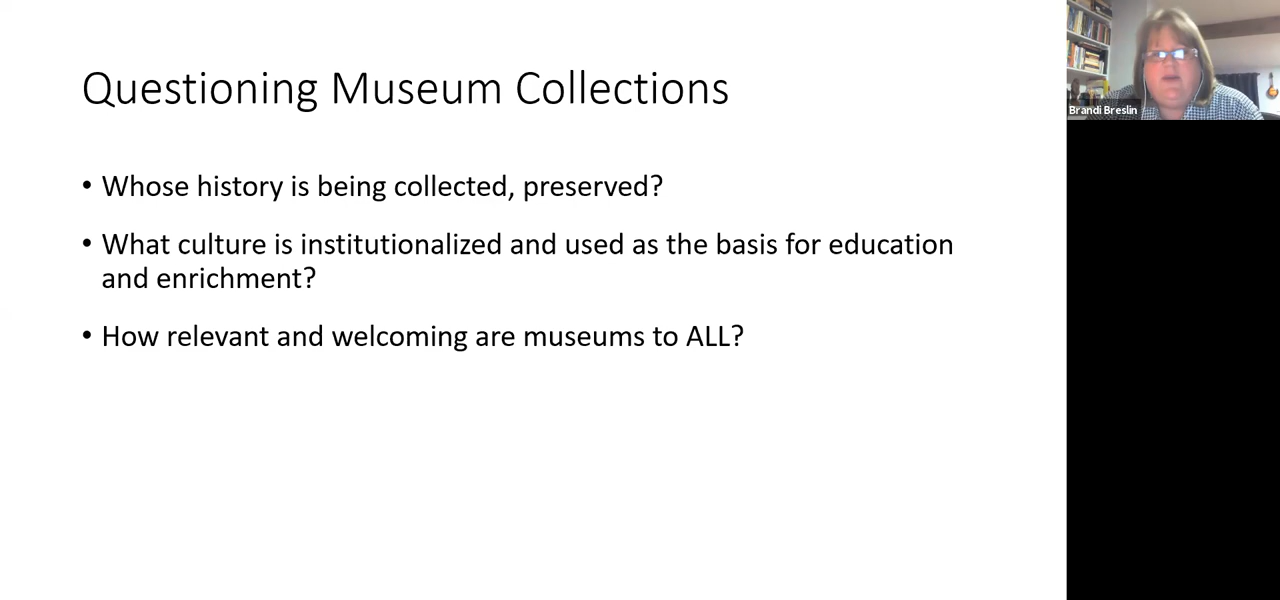 Questioning Museum Collections
• Whose history is being collected, preserved?
• What culture is institutionalized and used as the basis for education
and enrichment?
• How relevant and welcoming are museums to ALL?
Brandi Breslin